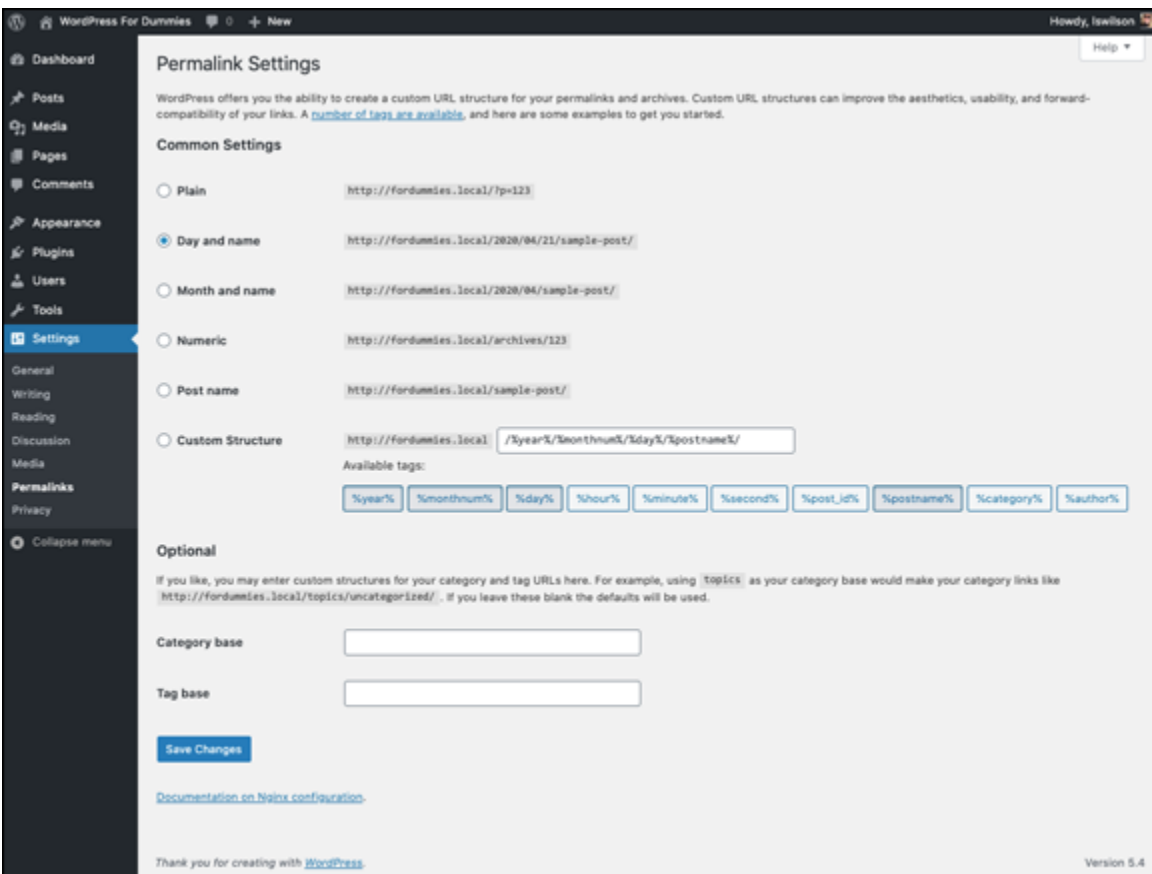 WordPress For Dummies 0 + New Howdy, lswilson
Help ▼
Dashboard
Posts
Media
Pages
Comments
Appearance
Plugins
Users
Tools
Settings
General
Writing
Reading
Discussion
Media
Permalinks
Privacy
Collapse menu
Permalink Settings
WordPress offers you the ability to create a custom URL structure for your permalinks and archives. Custom URL structures can improve the aesthetics, usability, and forward-
compatibility of your links. A number of tags are available, and here are some examples to get you started.
Common Settings
Plain http://fordummies.local/?p=123
Day and name http://fordummies.local/2020/04/21/sample-post/
Month and name http://fordummies.local/2020/04/sample-post/
Numeric http://fordummies.local/archives/123
Post name http://fordummies.local/sample-post/
Custom Structure http://fordummies.local /%year%/%monthnum%/%day%/%postname%/
Available tags:
%year% %monthnum% %day% %hour% %minute% %second% %post_id% %postname% %category% %author%
Optional
If you like, you may enter custom structures for your category and tag URLs here. For example, using topics as your category base would make your category links like
http://fordummies.local/topics/uncategorized/ . If you leave these blank the defaults will be used.
Category base
Tag base
Save Changes
Documentation on Nginx configuration.
Thank you for creating with WordPress. Version 5.4